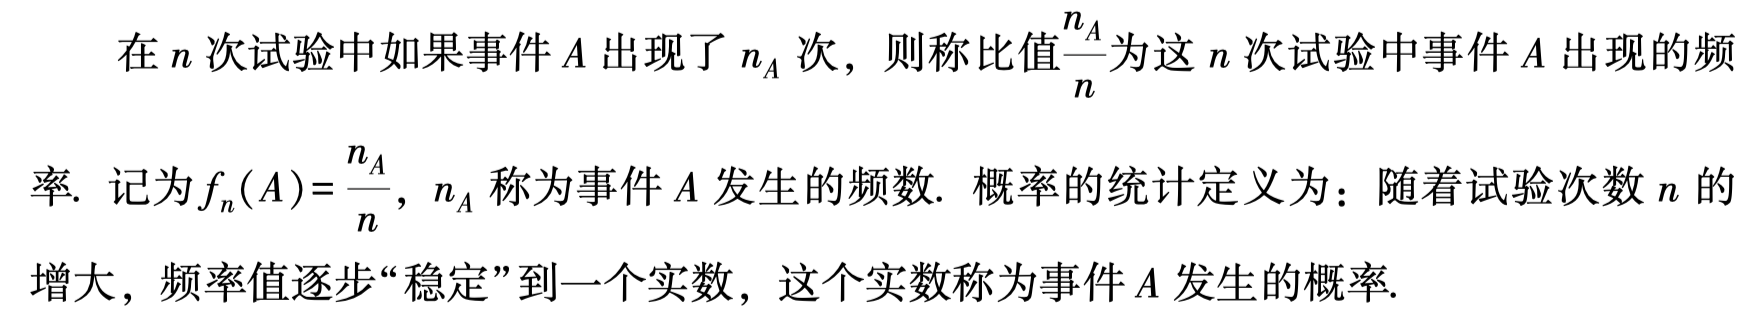 在 n 次试验中如果事件 A 出现了 $n_A$ 次，则称比值$\frac{n_A}{n}$为这 n 次试验中事件 A 出现的频
率. 记为$f_n(A)=\frac{n_A}{n}$，$n_A$ 称为事件 A 发生的频数. 概率的统计定义为：随着试验次数 n 的
增大，频率值逐步“稳定”到一个实数，这个实数称为事件 A 发生的概率.